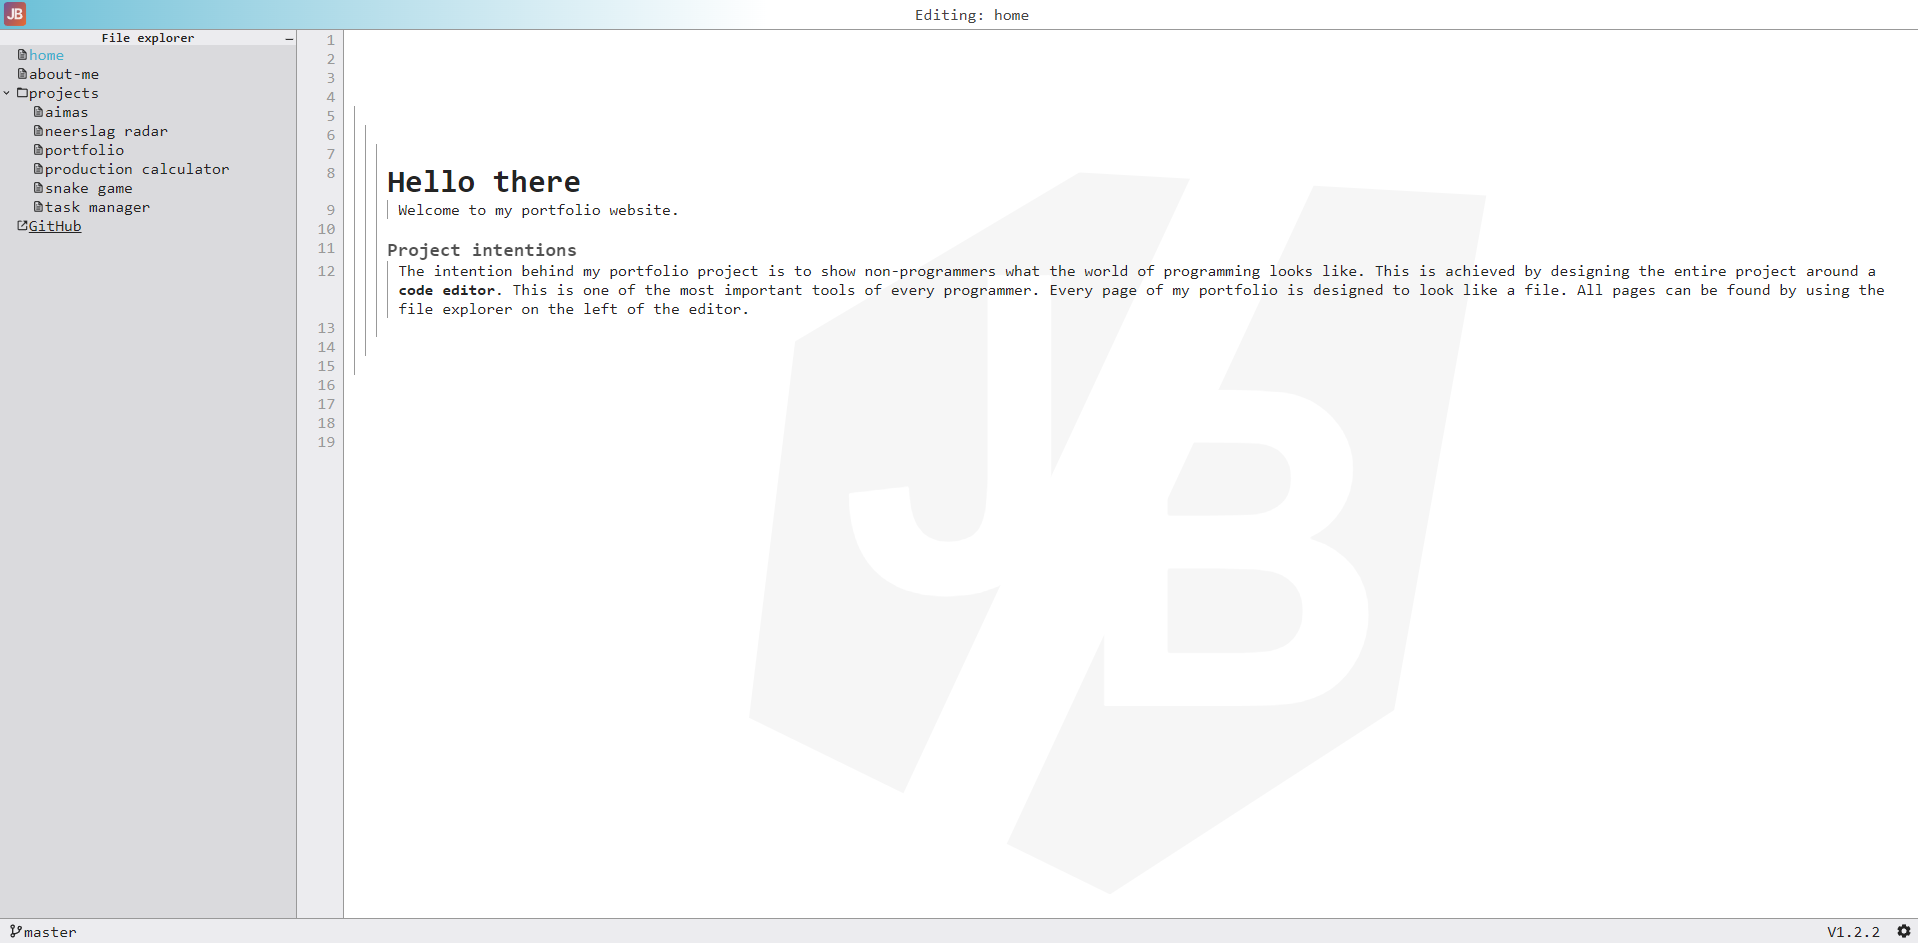 JB
Editing: home
File explorer
home
about-me
projects
aimas
neerslag radar
portfolio
production calculator
snake game
task manager
GitHub
1
2
3
4
5
6
7
8
Hello there
9
Welcome to my portfolio website.
10
11
Project intentions
12
The intention behind my portfolio project is to show non-programmers what the world of programming looks like. This is achieved by designing the entire project around a
code editor. This is one of the most important tools of every programmer. Every page of my portfolio is designed to look like a file. All pages can be found by using the
file explorer on the left of the editor.
13
14
15
16
17
18
19
JB
master
V1.2.2